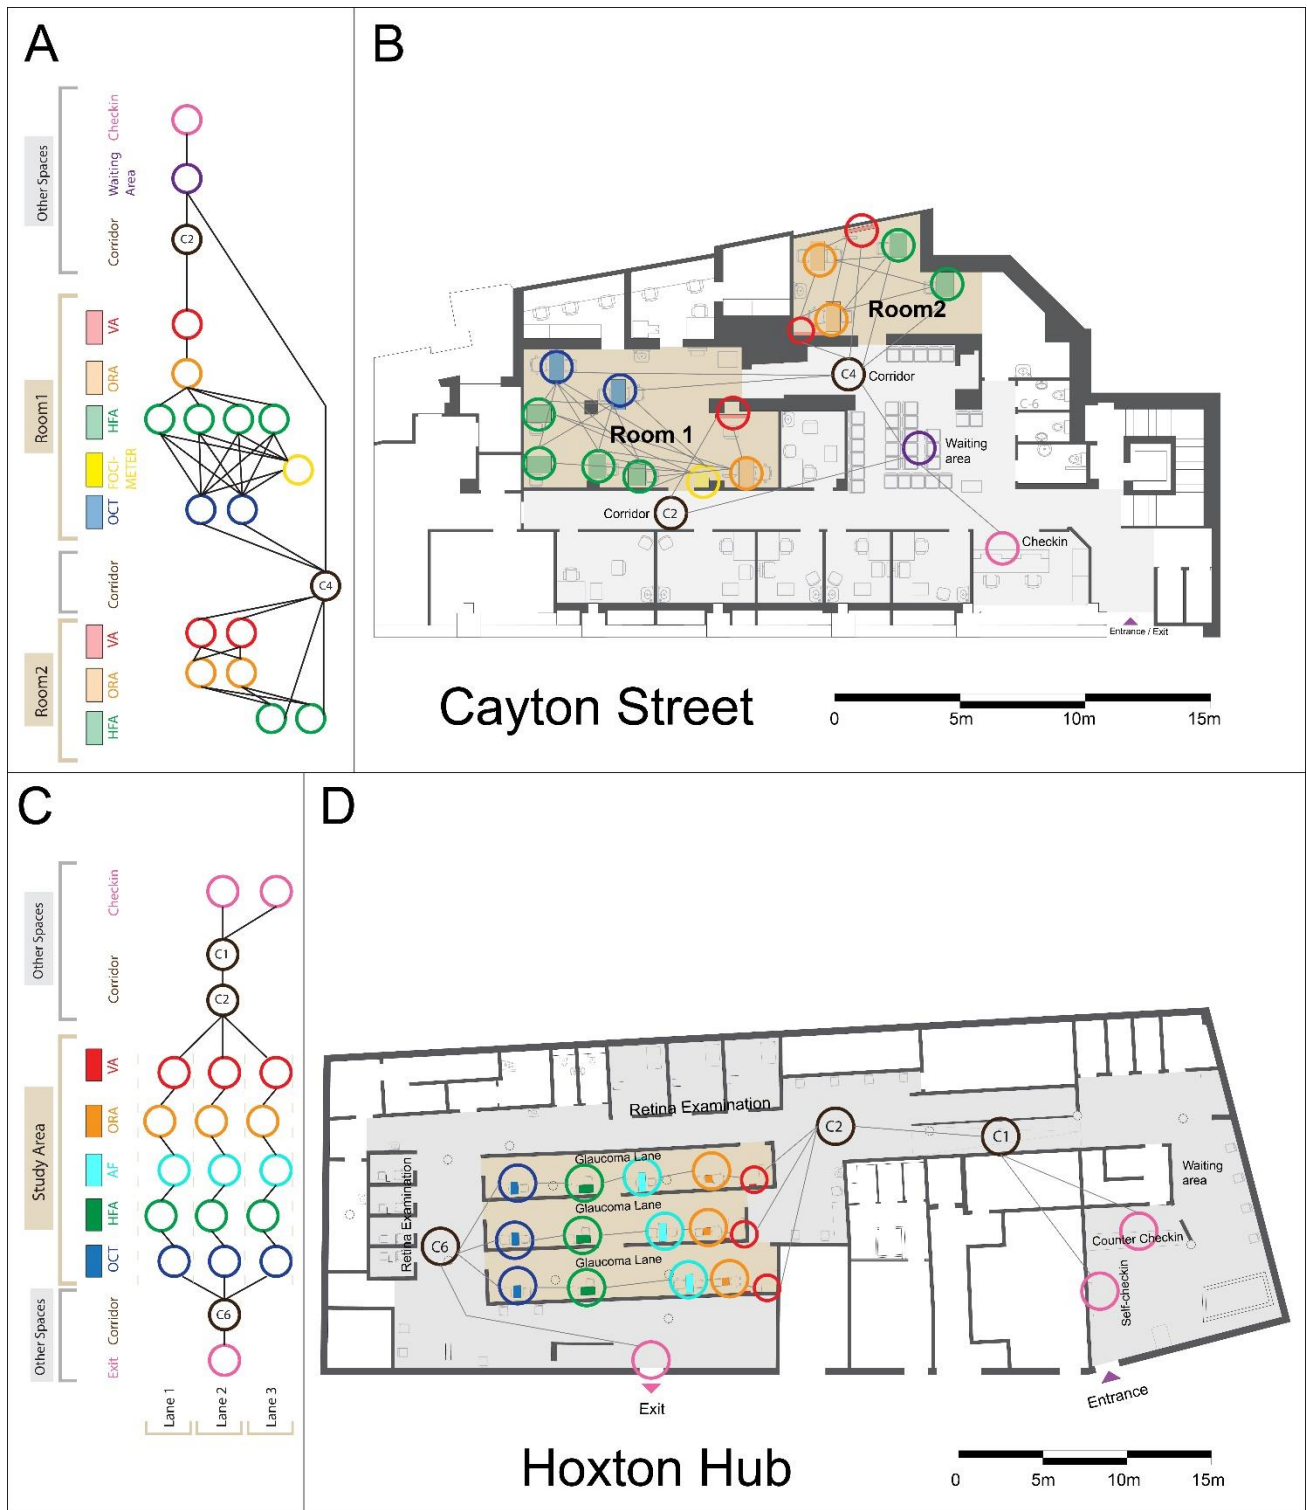 A
Other Spaces
Checkin
Waiting
Area
Corridor
C2
Room1
VA
ORA
HFA
FOCI-
METER
OCT
Corridor
C4
Room2
VA
ORA
HFA
B
Room2
C4
Corridor
C-6
Room 1
Waiting
area
Corridor
C2
Checkin
Entrance / Exit
Cayton Street
0
5m
10m
15m
C
Other Spaces
Checkin
Corridor
C1
C2
Study Area
VA
ORA
AF
HFA
OCT
Other Spaces
Corridor
C6
Exit
Lane 1
Lane 2
Lane 3
D
Retina Examination
C2
C1
Glaucoma Lane
Waiting
area
Retina Examination
Glaucoma Lane
C6
Counter Checkin
Glaucoma Lane
Self-checkin
Exit
Entrance
Hoxton Hub
0
5m
10m
15m